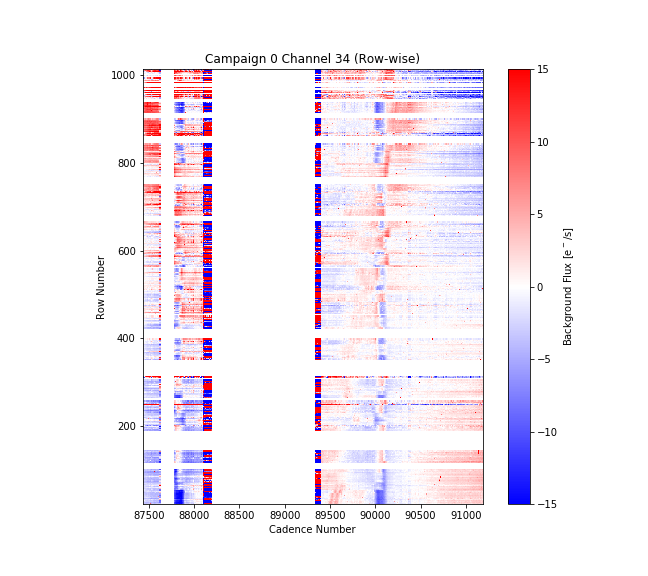 Campaign 0 Channel 34 (Row-wise)
1000
800
600
400
200
Row Number
87500 88000 88500 89000 89500 90000 90500 91000
Cadence Number
15
10
5
0
−5
−10
−15
Background Flux [e⁻/s]